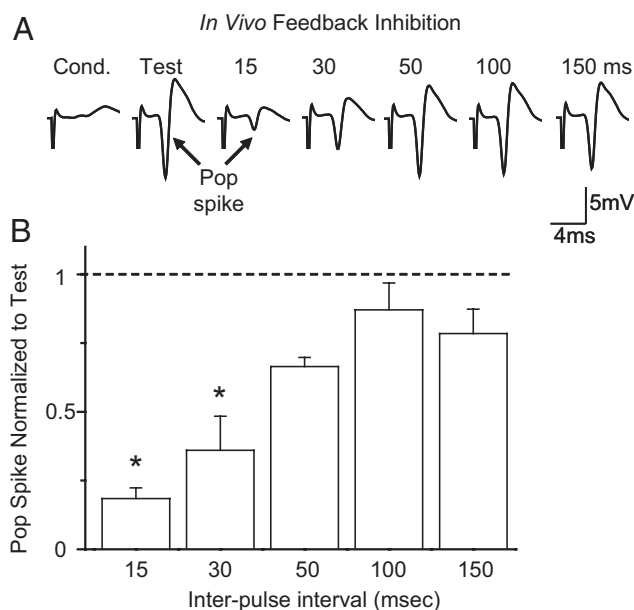 A
In Vivo Feedback Inhibition
Cond. Test 15 30 50 100 150 ms
Pop
spike
5mV
4ms
B
Pop Spike Normalized to Test
1
0.5
0
* *
15 30 50 100 150
Inter-pulse interval (msec)